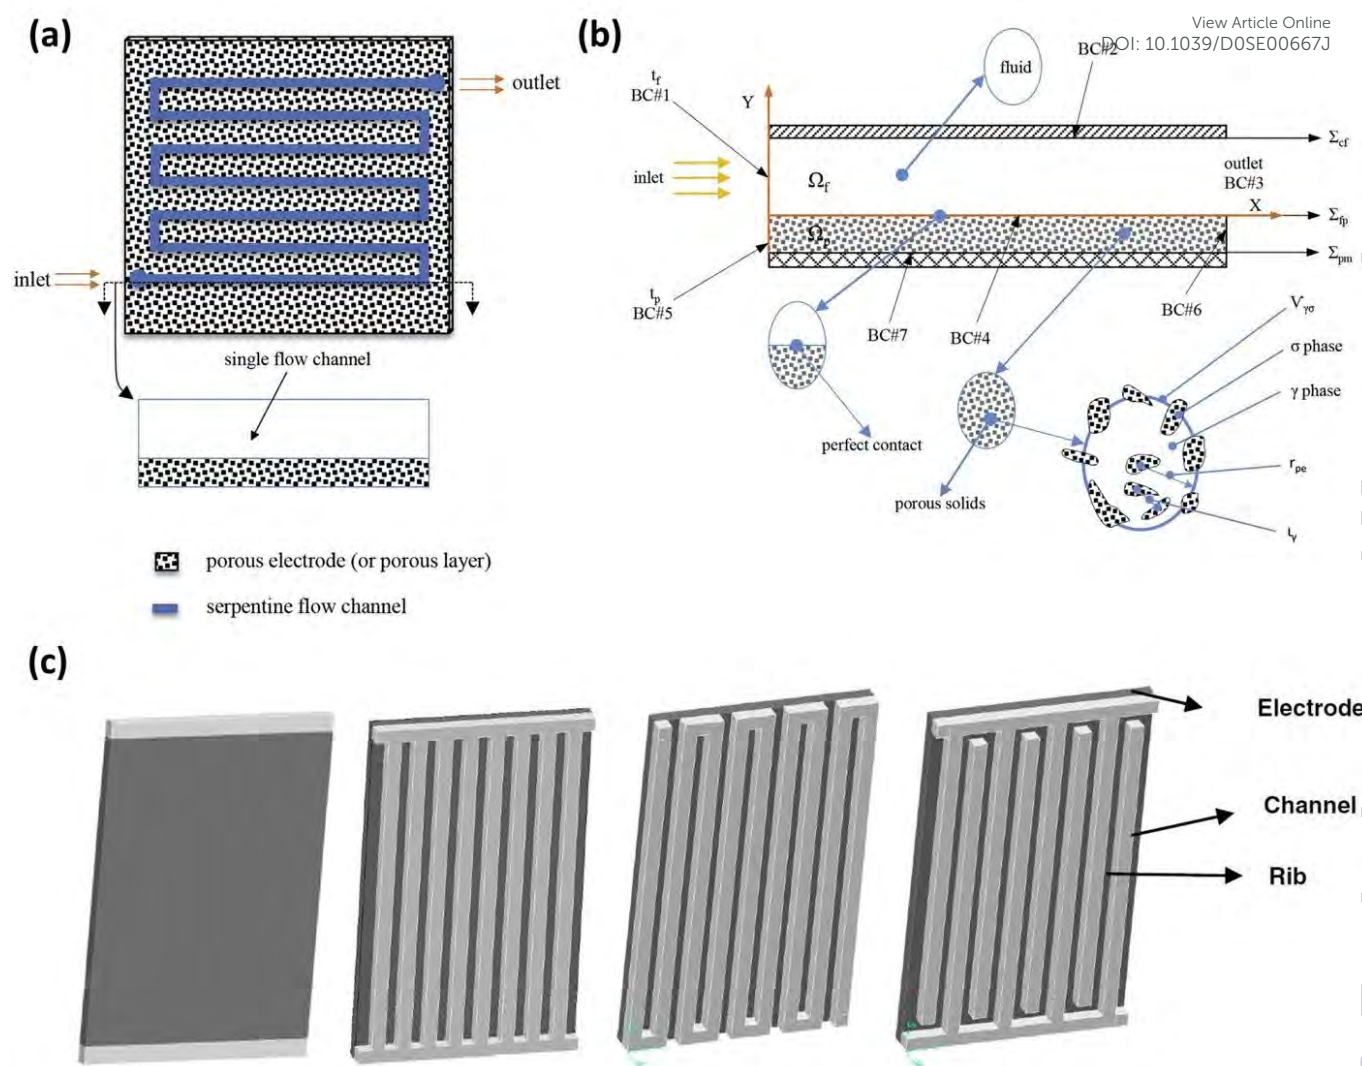 View Article Online
DOI: 10.1039/D0SE00667J
(a)
outlet
inlet
single flow channel
porous electrode (or porous layer)
serpentine flow channel
(b)
fluid
BC#2
t_f
BC#1
Y
Σ_cf
inlet
Ω_f
outlet
BC#3
X
Σ_fp
Ω_p
Σ_pm
t_p
BC#5
BC#7
BC#4
BC#6
V_γσ
σ phase
γ phase
r_pe
perfect contact
porous solids
ι_γ
(c)
Electrode
Channel
Rib